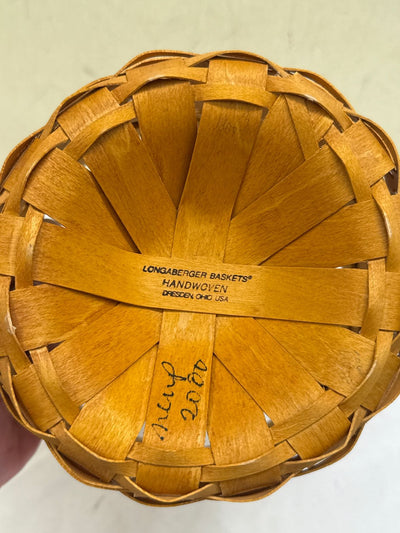 LONGABERGER BASKETS®
HANDWOVEN
DRESDEN, OHIO USA
2000